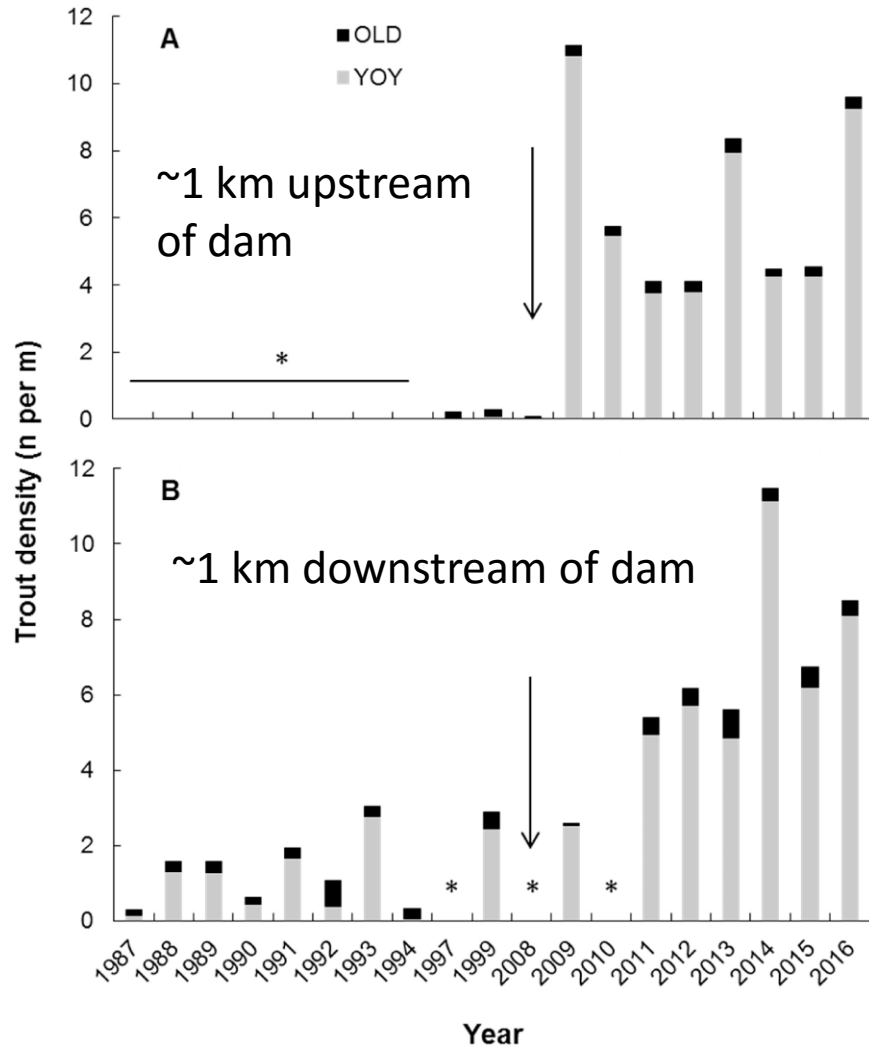 Trout density (n per m)
A
OLD
YOY
12
10
8
6
4
2
0
~1 km upstream
of dam
*
B
12
10
8
6
4
2
0
~1 km downstream of dam
* * *
1987 1988 1989 1990 1991 1992 1993 1994 1997 1999 2008 2009 2010 2011 2012 2013 2014 2015 2016
Year